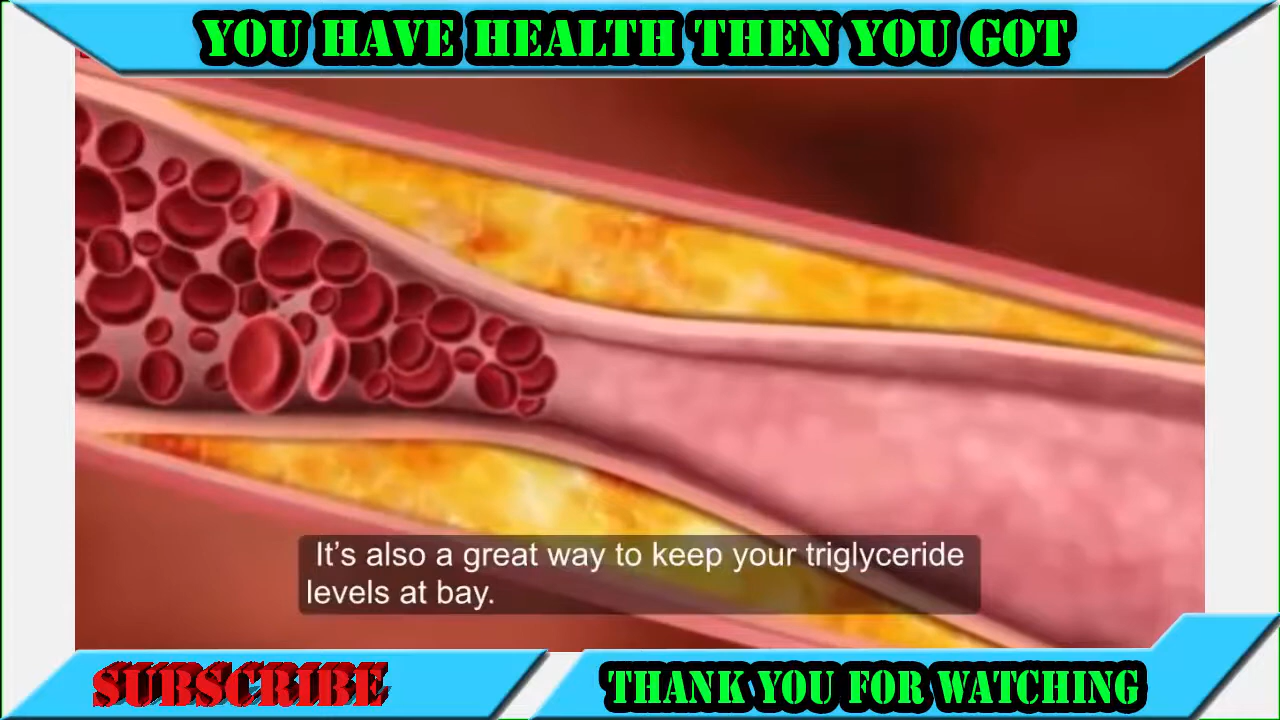 YOU HAVE HEALTH THEN YOU GOT
It's also a great way to keep your triglyceride
levels at bay.
SUBSCRIBE
THANK YOU FOR WATCHING